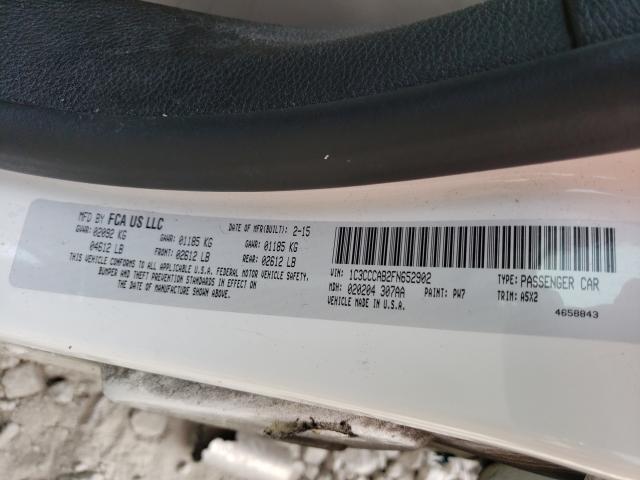 MFD BY FCA US LLC DATE OF MFR(BUILT): 2-15
GVWR: 02092 KG GAWR: 01185 KG GAWR: 01185 KG
04612 LB FRONT: 02612 LB REAR: 02612 LB
THIS VEHICLE CONFORMS TO ALL APPLICABLE U.S.A. FEDERAL MOTOR VEHICLE SAFETY,
BUMPER AND THEFT PREVENTION STANDARDS IN EFFECT ON
THE DATE OF MANUFACTURE SHOWN ABOVE.
VIN: 1C3CCCAB2FN652902 TYPE: PASSENGER CAR
MDH: 020204 307AA PAINT: PW7 TRIM: A5X2
VEHICLE MADE IN U.S.A. 4658843